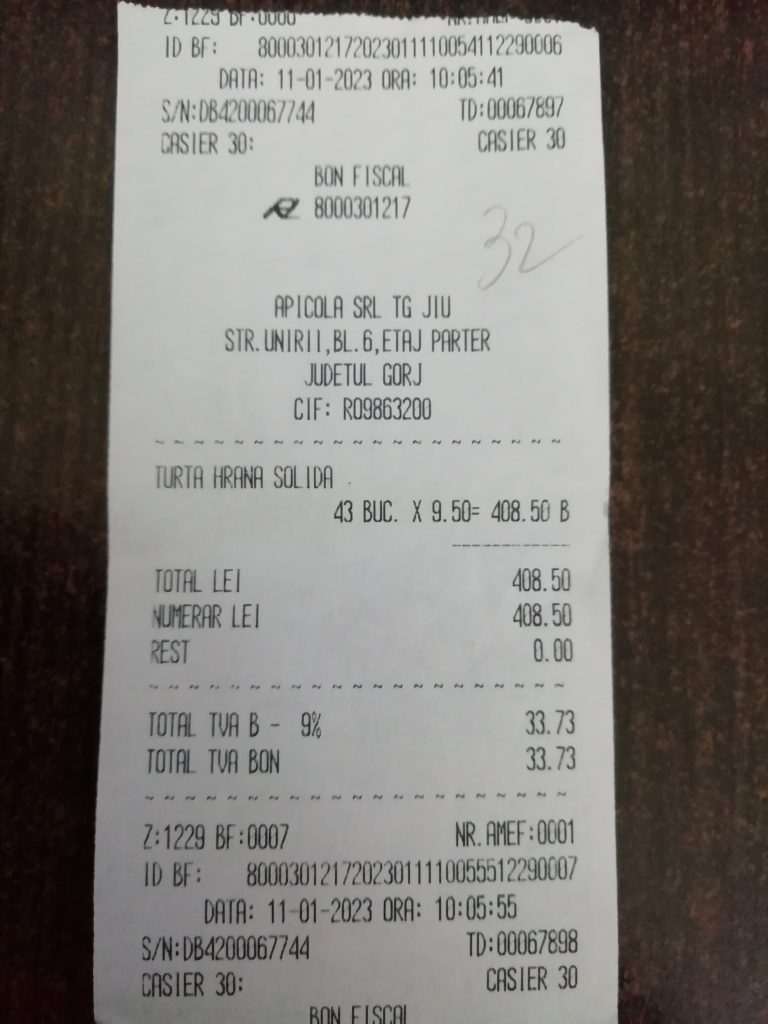 Z:1229 BF:0006
ID BF: 80003012172023011110054112290006
DATA: 11-01-2023 ORA: 10:05:41
S/N:DB4200067744 TD:00067897
CASIER 30: CASIER 30
BON FISCAL
8000301217
32
APICOLA SRL TG JIU
STR.UNIRII,BL.6,ETAJ PARTER
JUDETUL GORJ
CIF: RO9863200
~ ~ ~ ~ ~ ~ ~ ~ ~ ~ ~ ~ ~ ~ ~ ~ ~ ~ ~ ~ ~
TURTA HRANA SOLIDA
43 BUC. X 9.50= 408.50 B
------------
TOTAL LEI 408.50
NUMERAR LEI 408.50
REST 0.00
~ ~ ~ ~ ~ ~ ~ ~ ~ ~ ~ ~ ~ ~ ~ ~ ~ ~ ~ ~ ~
TOTAL TVA B - 9% 33.73
TOTAL TVA BON 33.73
~ ~ ~ ~ ~ ~ ~ ~ ~ ~ ~ ~ ~ ~ ~ ~ ~ ~ ~ ~ ~
Z:1229 BF:0007 NR.AMEF:0001
ID BF: 80003012172023011110055512290007
DATA: 11-01-2023 ORA: 10:05:55
S/N:DB4200067744 TD:00067898
CASIER 30: CASIER 30
BON FISCAL